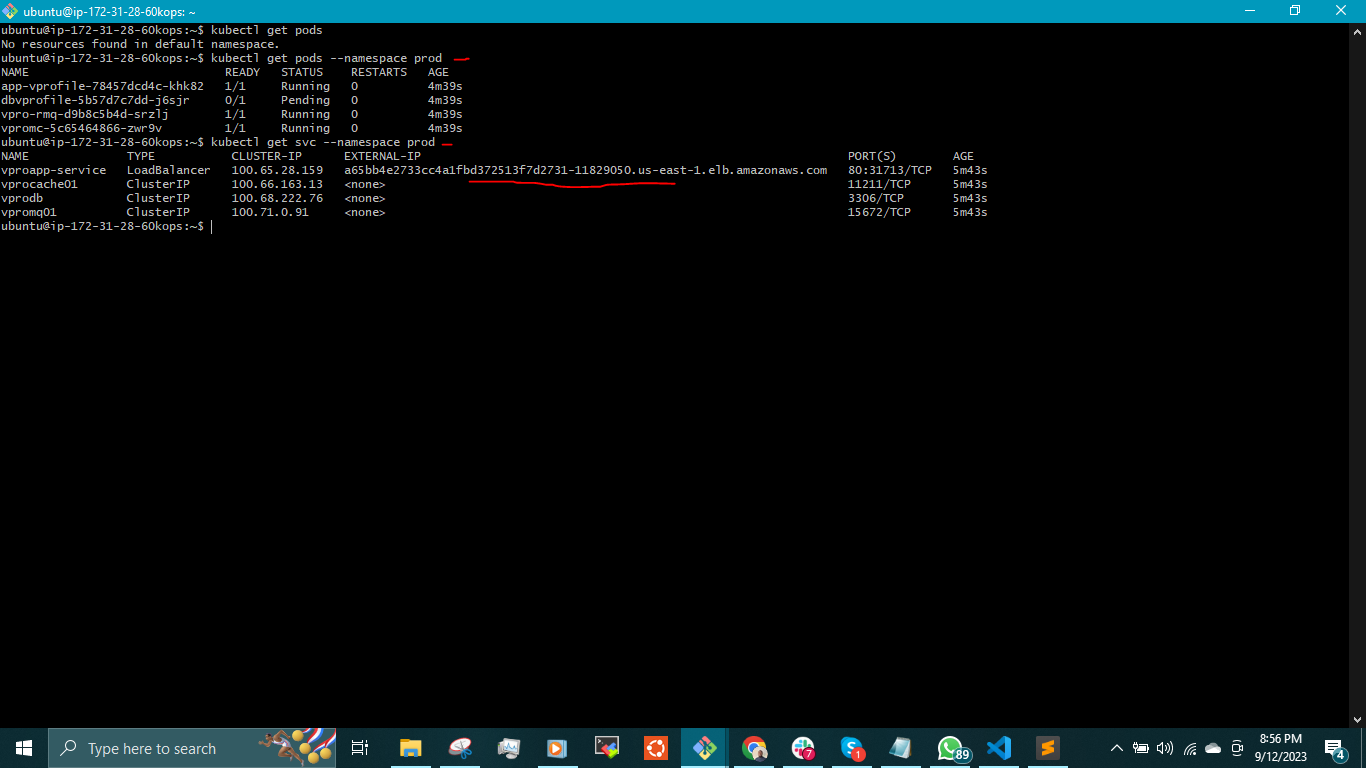 ubuntu@ip-172-31-28-60kops: ~
ubuntu@ip-172-31-28-60kops:~$ kubectl get pods
No resources found in default namespace.
ubuntu@ip-172-31-28-60kops:~$ kubectl get pods --namespace prod
NAME READY STATUS RESTARTS AGE
app-vprofile-78457dcd4c-khk82 1/1 Running 0 4m39s
dbvprofile-5b57d7c7dd-j6sjr 0/1 Pending 0 4m39s
vpro-rmq-d9b8c5b4d-srzlj 1/1 Running 0 4m39s
vpromc-5c65464866-zwr9v 1/1 Running 0 4m39s
ubuntu@ip-172-31-28-60kops:~$ kubectl get svc --namespace prod
NAME TYPE CLUSTER-IP EXTERNAL-IP PORT(S) AGE
vproapp-service LoadBalancer 100.65.28.159 a65bb4e2733cc4a1fbd372513f7d2731-11829050.us-east-1.elb.amazonaws.com 80:31713/TCP 5m43s
vprocache01 ClusterIP 100.66.163.13 <none> 11211/TCP 5m43s
vprodb ClusterIP 100.68.222.76 <none> 3306/TCP 5m43s
vpromq01 ClusterIP 100.71.0.91 <none> 15672/TCP 5m43s
ubuntu@ip-172-31-28-60kops:~$
Type here to search
7
1
89
8:56 PM
9/12/2023
4